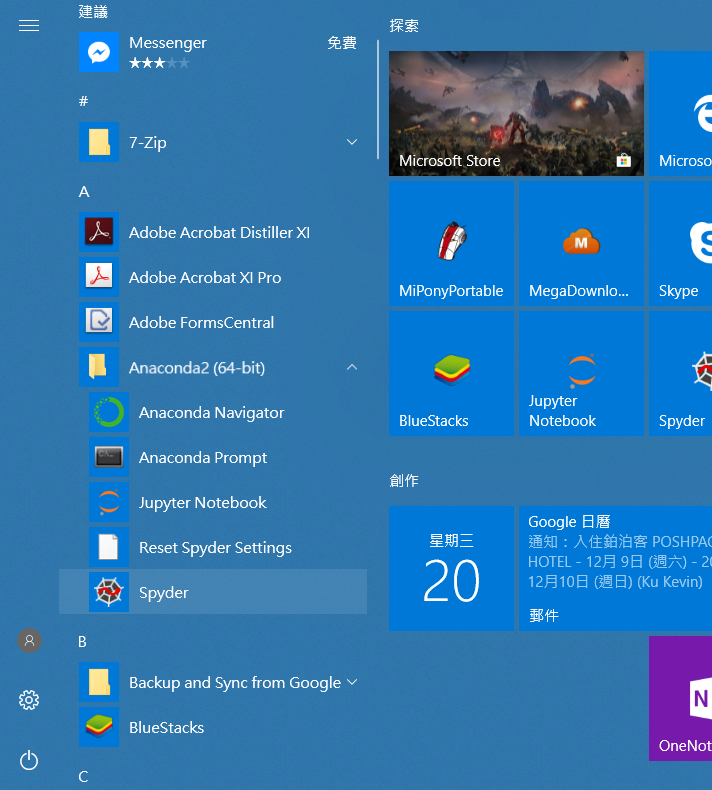 建議
Messenger
免費
#
7-Zip
A
Adobe Acrobat Distiller XI
Adobe Acrobat XI Pro
Adobe FormsCentral
Anaconda2 (64-bit)
Anaconda Navigator
Anaconda Prompt
Jupyter Notebook
Reset Spyder Settings
Spyder
B
Backup and Sync from Google
BlueStacks
C
探索
Microsoft Store
Microso
MiPonyPortable
M
MegaDownlo...
S
Skype
BlueStacks
Jupyter
Notebook
Spyder
創作
星期三
20
Google 日曆
通知：入住鉑泊客 POSHPAC
HOTEL - 12月 9日 (週六) - 20
12月10日 (週日) (Ku Kevin)
郵件
N
OneNot